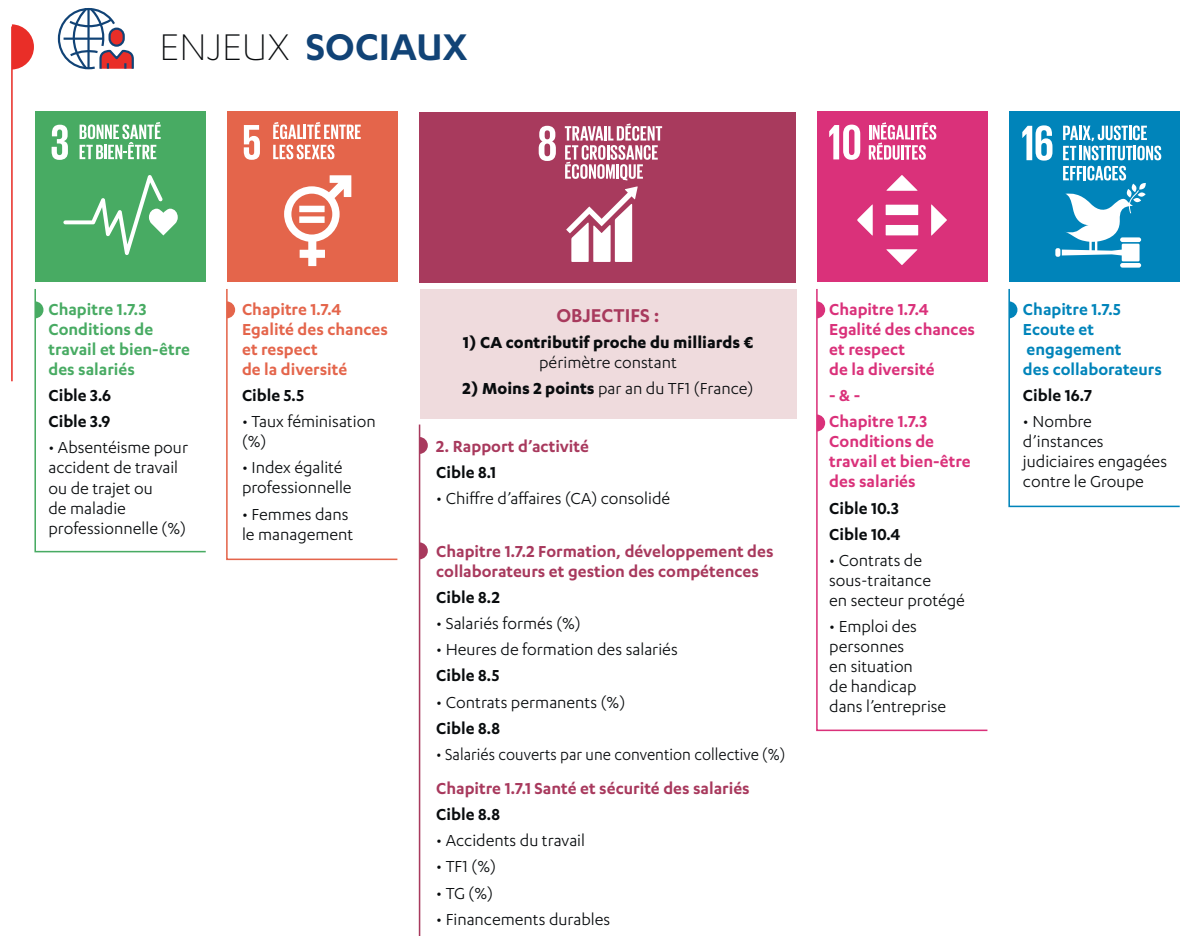 ENJEUX SOCIAUX
3 BONNE SANTÉ
ET BIEN-ÊTRE
Chapitre 1.7.3
Conditions de
travail et bien-être
des salariés
Cible 3.6
Cible 3.9
• Absentéisme pour
accident de travail
ou de trajet ou
de maladie
professionnelle (%)
5 ÉGALITÉ ENTRE
LES SEXES
Chapitre 1.7.4
Egalité des chances
et respect
de la diversité
Cible 5.5
• Taux féminisation
(%)
• Index égalité
professionnelle
• Femmes dans
le management
8 TRAVAIL DÉCENT
ET CROISSANCE
ÉCONOMIQUE
OBJECTIFS :
1) CA contributif proche du milliards €
périmètre constant
2) Moins 2 points par an du TF1 (France)
2. Rapport d'activité
Cible 8.1
• Chiffre d'affaires (CA) consolidé
Chapitre 1.7.2 Formation, développement des
collaborateurs et gestion des compétences
Cible 8.2
• Salariés formés (%)
• Heures de formation des salariés
Cible 8.5
• Contrats permanents (%)
Cible 8.8
• Salariés couverts par une convention collective (%)
Chapitre 1.7.1 Santé et sécurité des salariés
Cible 8.8
• Accidents du travail
• TF1 (%)
• TG (%)
• Financements durables
10 INÉGALITÉS
RÉDUITES
Chapitre 1.7.4
Egalité des chances
et respect
de la diversité
- & -
Chapitre 1.7.3
Conditions de
travail et bien-être
des salariés
Cible 10.3
Cible 10.4
• Contrats de
sous-traitance
en secteur protégé
• Emploi des
personnes
en situation
de handicap
dans l'entreprise
16 PAIX, JUSTICE
ET INSTITUTIONS
EFFICACES
Chapitre 1.7.5
Ecoute et
engagement
des collaborateurs
Cible 16.7
• Nombre
d'instances
judiciaires engagées
contre le Groupe